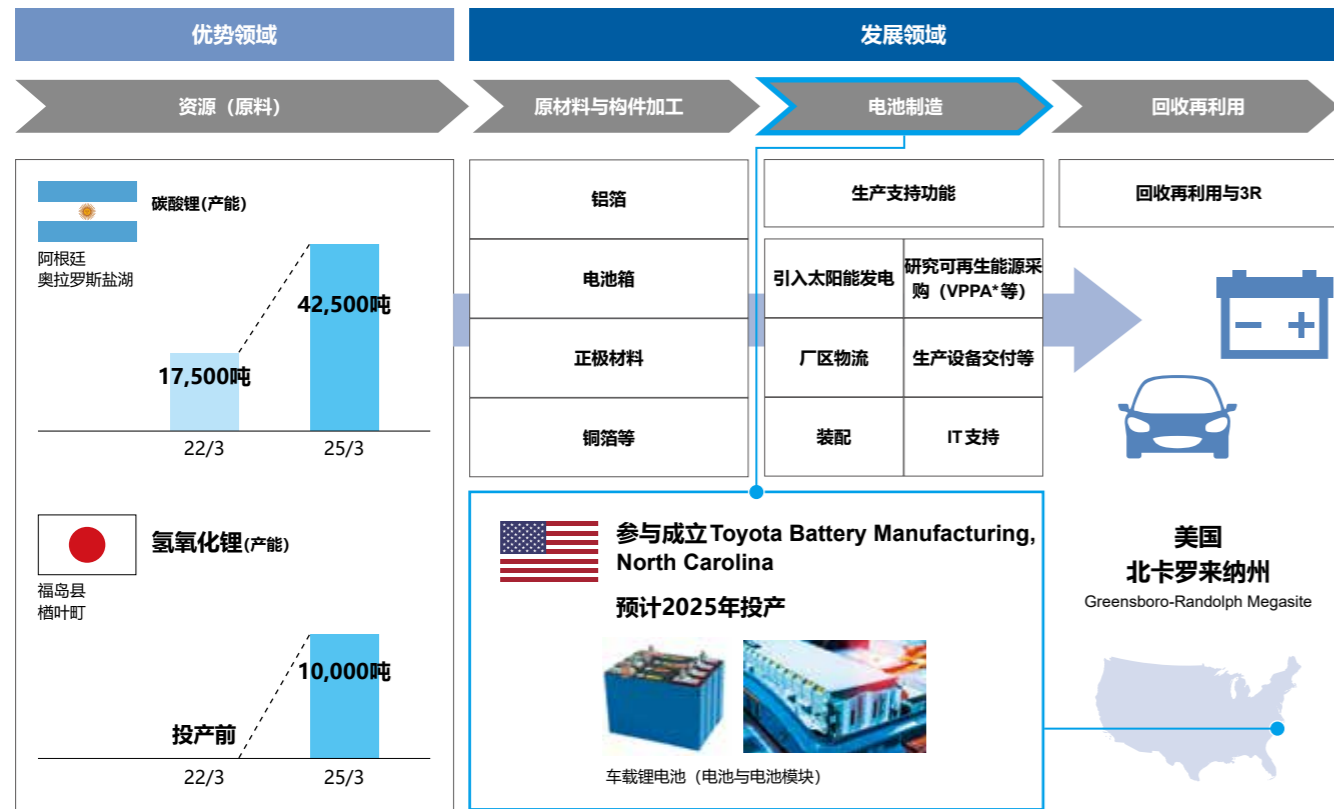 优势领域
发展领域
资源（原料）
原材料与构件加工
电池制造
回收再利用
碳酸锂(产能)
阿根廷
奥拉罗斯盐湖
42,500吨
17,500吨
22/3
25/3
氢氧化锂(产能)
福岛县
楢叶町
10,000吨
投产前
22/3
25/3
铝箔
电池箱
正极材料
铜箔等
生产支持功能
引入太阳能发电
研究可再生能源采
购（VPPA*等）
厂区物流
生产设备交付等
装配
IT支持
回收再利用与3R
参与成立Toyota Battery Manufacturing,
North Carolina
预计2025年投产
车载锂电池（电池与电池模块）
美国
北卡罗来纳州
Greensboro-Randolph Megasite